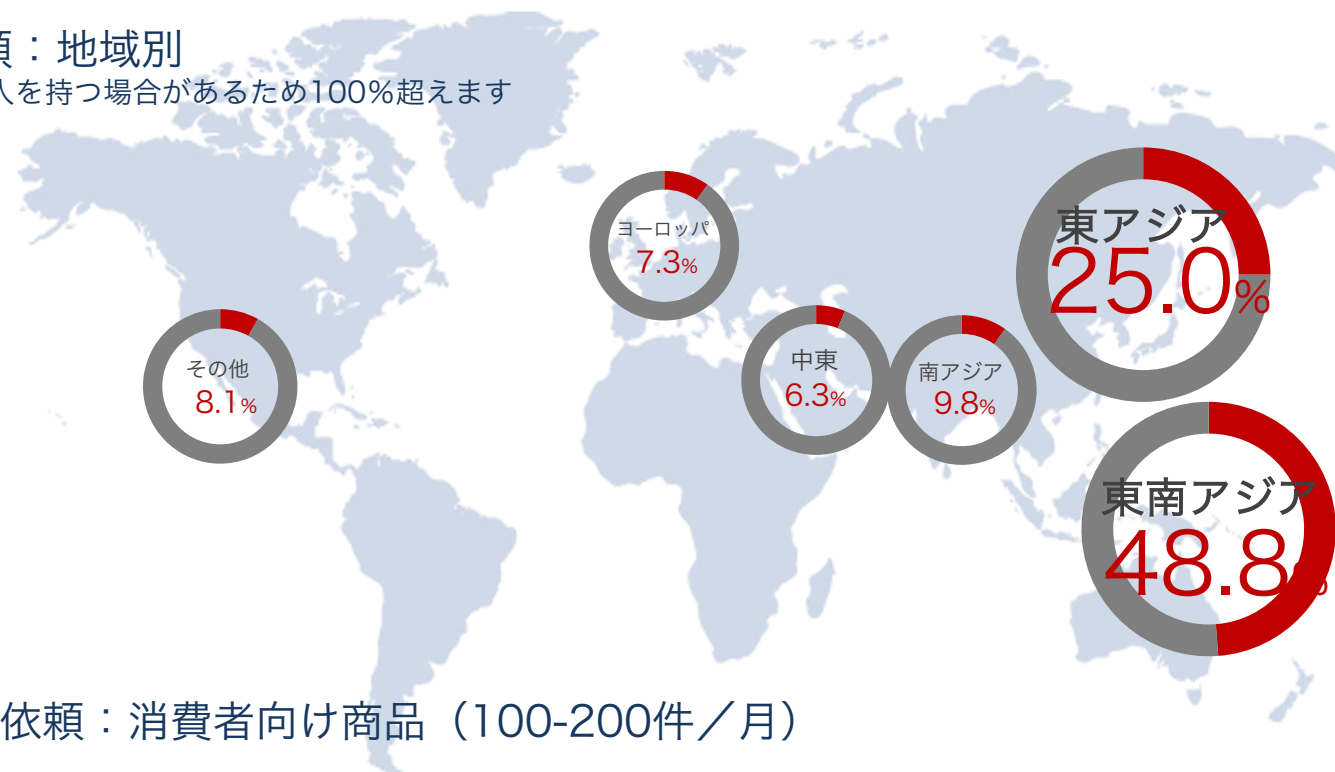 頼：地域別
人を持つ場合があるため100%超えます
ヨーロッパ
7.3%
東アジア
25.0%
その他
8.1%
中東
6.3%
南アジア
9.8%
東南アジア
48.8%
依頼：消費者向け商品（100-200件／月）